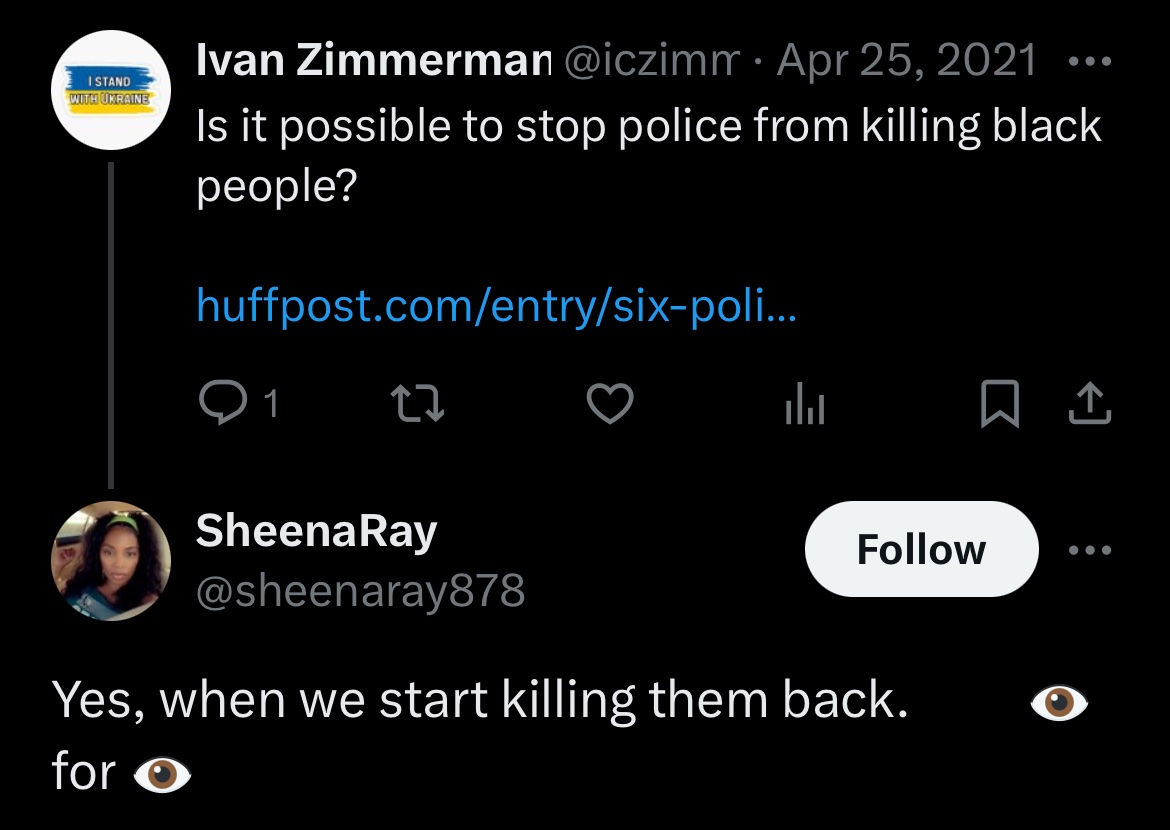 I STAND
WITH UKRAINE
Ivan Zimmerman @iczimm · Apr 25, 2021
Is it possible to stop police from killing black
people?
huffpost.com/entry/six-poli...
1
SheenaRay
Follow
@sheenaray878
Yes, when we start killing them back. 👁️
for 👁️